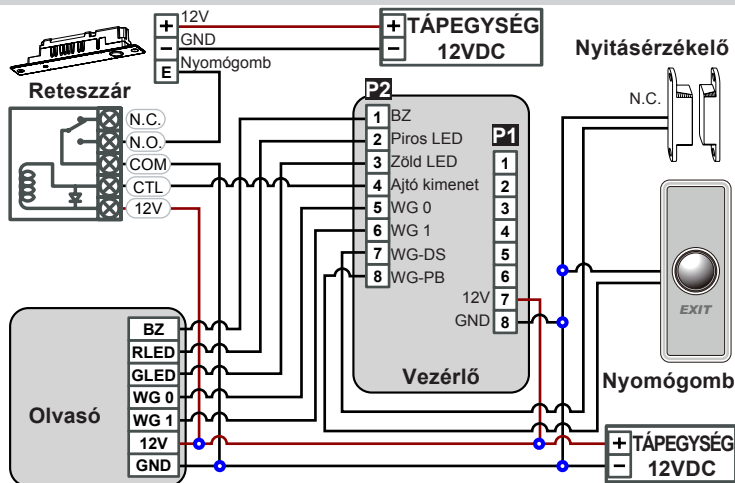 + 12V
− GND
E Nyomógomb
+ TÁPEGYSÉG
− 12VDC
Nyitásérzékelő
N.C.
Reteszzár
N.C.
N.O.
COM
CTL
12V
P2
1 BZ
2 Piros LED
3 Zöld LED
4 Ajtó kimenet
5 WG 0
6 WG 1
7 WG-DS
8 WG-PB
P1
1
2
3
4
5
6
12V 7
GND 8
Vezérlő
EXIT
Nyomógomb
Olvasó
BZ
RLED
GLED
WG 0
WG 1
12V
GND
+ TÁPEGYSÉG
− 12VDC